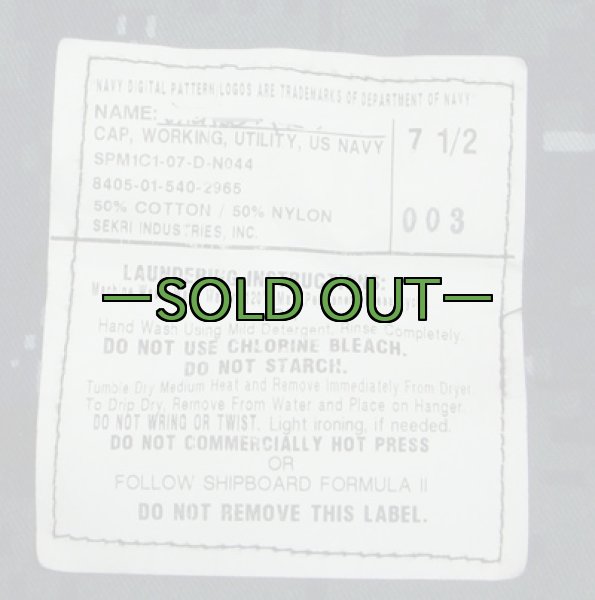 NAVY DIGITAL PATTERN/LOGOS ARE TRADEMARKS OF DEPARTMENT OF NAVY
NAME:
CAP, WORKING, UTILITY, US NAVY
7 1/2
SPM1C1-07-D-N044
8405-01-540-2965
50% COTTON / 50% NYLON
003
SEKRI INDUSTRIES, INC.
LAUNDERING INSTRUCTIONS:
—SOLD OUT—
Hand Wash Using Mild Detergent. Rinse Completely.
DO NOT USE CHLORINE BLEACH.
DO NOT STARCH.
Tumble Dry Medium Heat and Remove Immediately From Dryer
To Drip Dry, Remove From Water and Place on Hanger.
DO NOT WRING OR TWIST. Light ironing, if needed.
DO NOT COMMERCIALLY HOT PRESS
OR
FOLLOW SHIPBOARD FORMULA II
DO NOT REMOVE THIS LABEL.